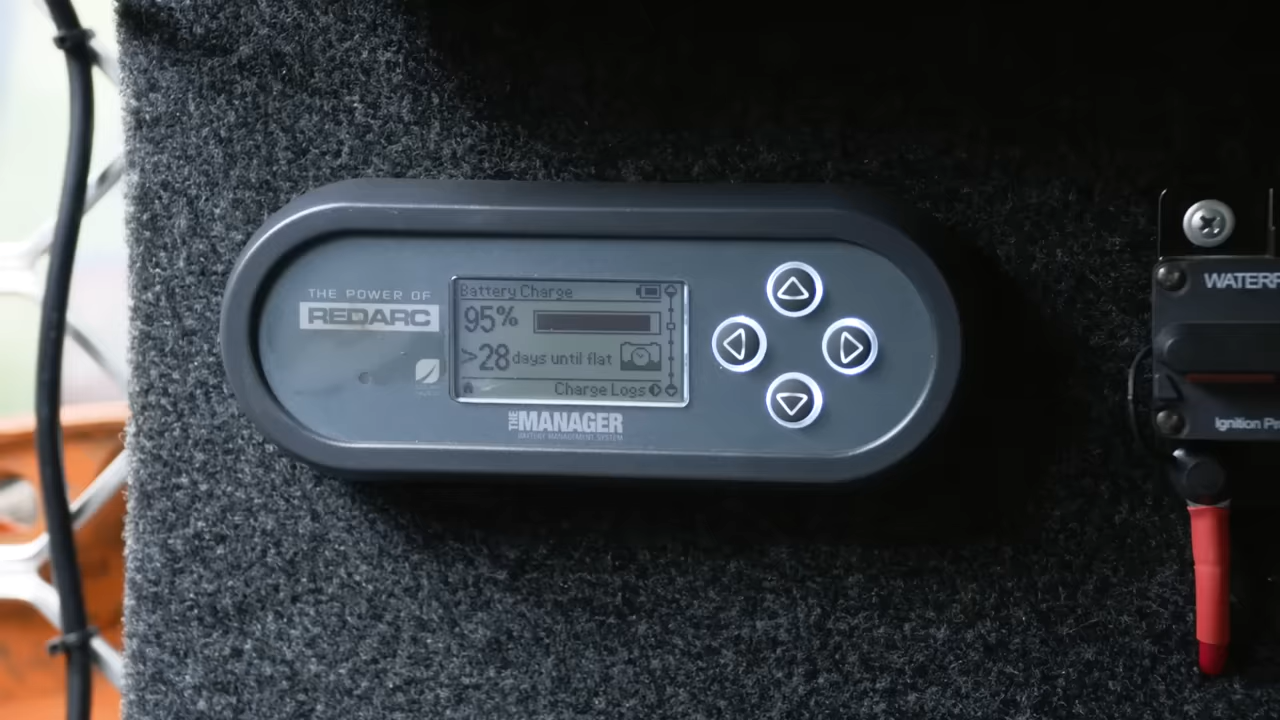 THE POWER OF
REDARC
Battery Charge
95%
>28 days until flat
Charge Logs
THE MANAGER
BATTERY MANAGEMENT SYSTEM
WATERF
Ignition Pr